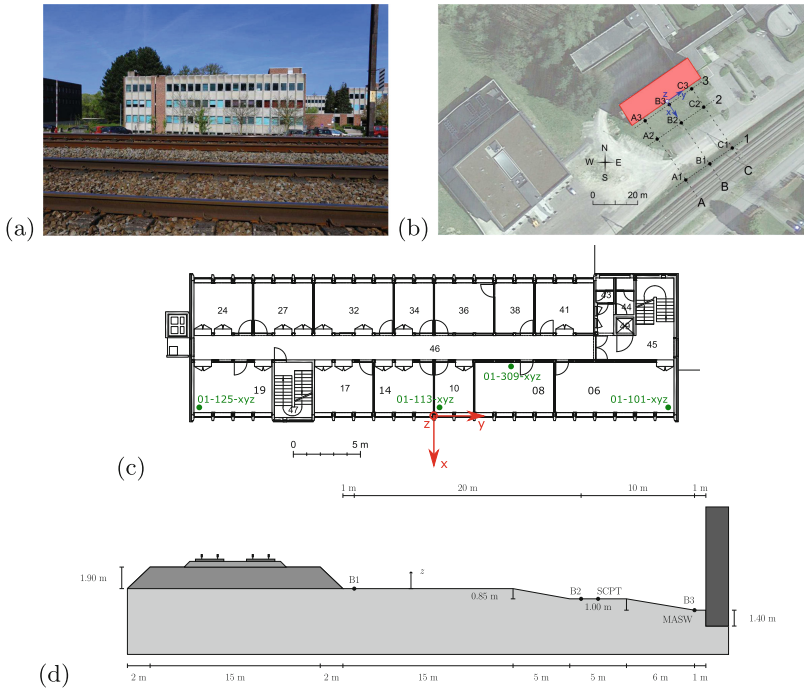 (a)
(b)
N
W E
S
0 20 m
A3
B3
C3
3
z
y
x
A2
B2
C2
2
A1
B1
C1
1
A
B
C
24
27
32
34
36
38
41
43
44
45
46
19
47
17
14
10
08
06
01-125-xyz
01-113-xyz
01-309-xyz
01-101-xyz
z
y
x
0 5 m
(c)
1 m 20 m 10 m 1 m
1.90 m
B1
z
0.85 m
B2
SCPT
1.00 m
B3
MASW
1.40 m
(d)
2 m 15 m 2 m 15 m 5 m 5 m 6 m 1 m